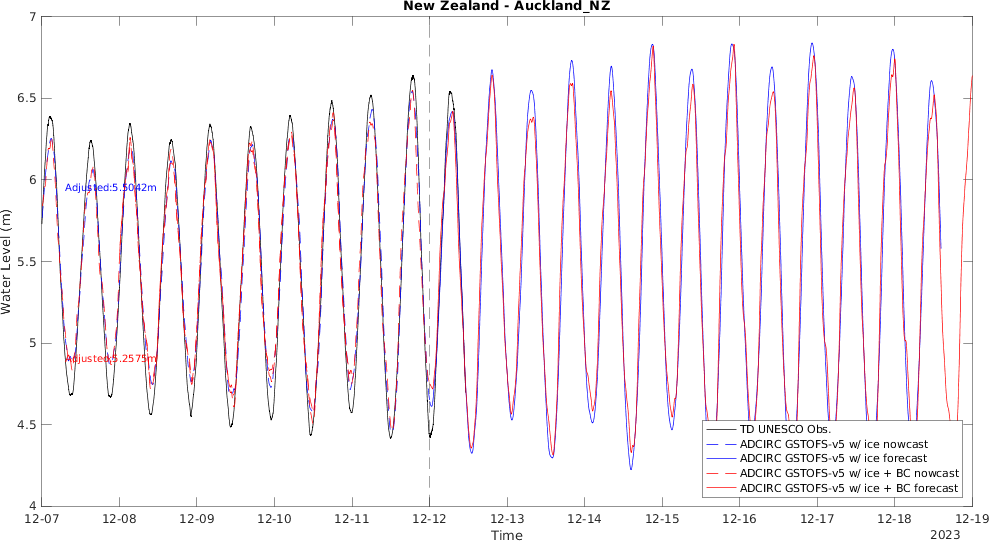 New Zealand - Auckland_NZ
7
6.5
6
5.5
5
4.5
4
Water Level (m)
Adjusted:5.5042m
Adjusted:5.2575m
TD UNESCO Obs.
ADCIRC GSTOFS-v5 w/ ice nowcast
ADCIRC GSTOFS-v5 w/ ice forecast
ADCIRC GSTOFS-v5 w/ ice + BC nowcast
ADCIRC GSTOFS-v5 w/ ice + BC forecast
12-07 12-08 12-09 12-10 12-11 12-12 12-13 12-14 12-15 12-16 12-17 12-18 12-19
Time
2023